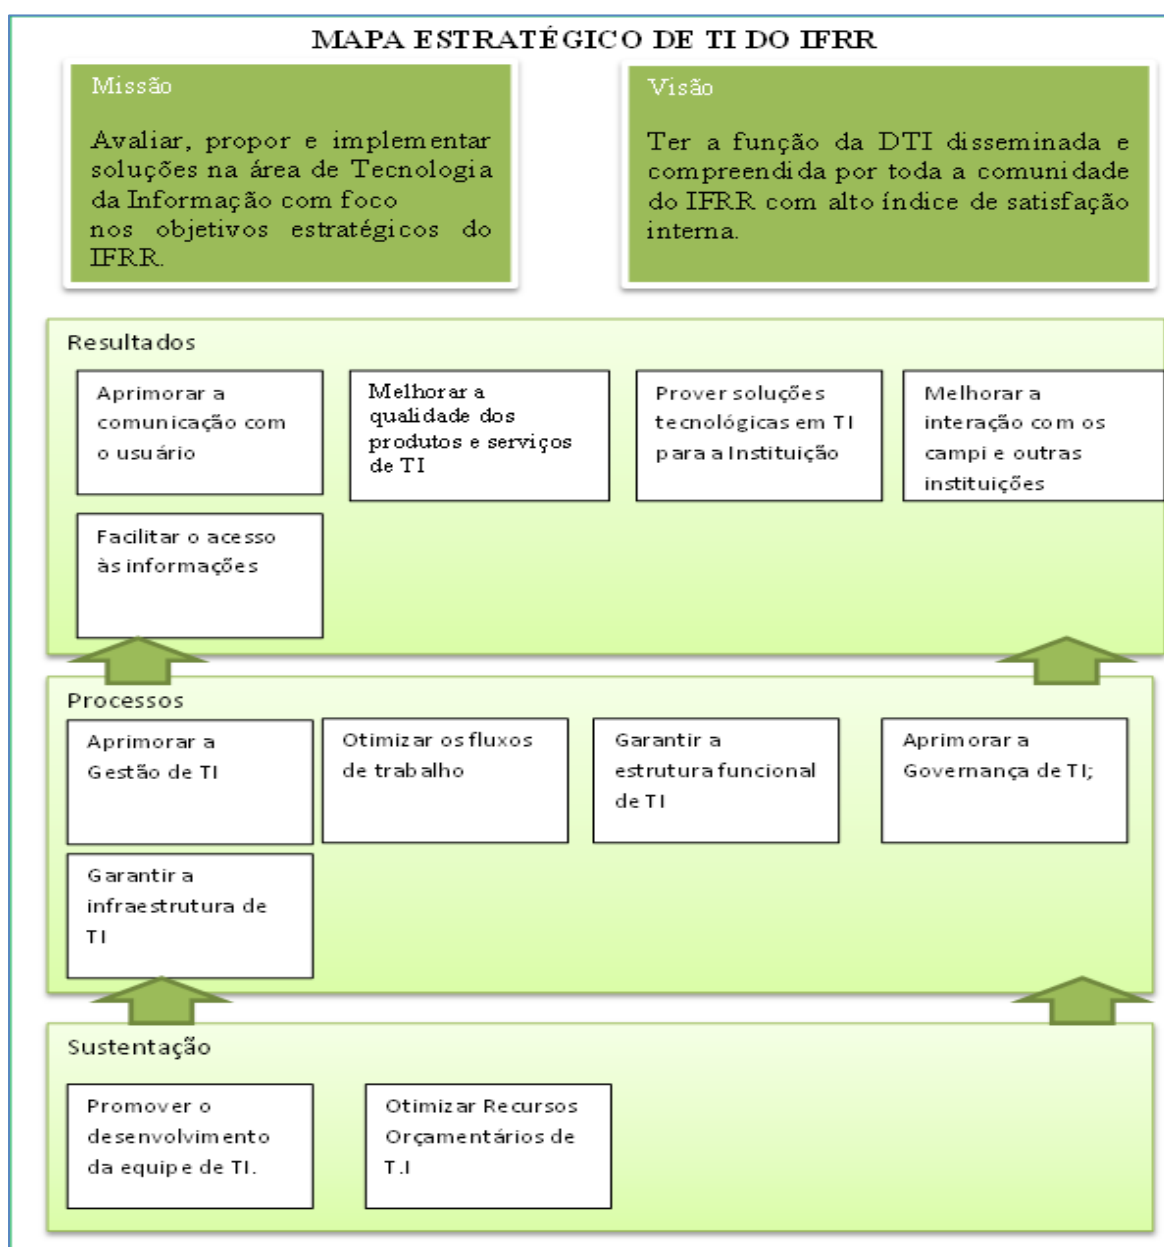 MAPA ESTRATÉGICO DE TI DO IFRR
Missão
Avaliar, propor e implementar
soluções na área de Tecnologia
da Informação com foco
nos objetivos estratégicos do
IFRR.
Visão
Ter a função da DTI disseminada e
compreendida por toda a comunidade
do IFRR com alto índice de satisfação
interna.
Resultados
Aprimorar a
comunicação com
o usuário
Melhorar a
qualidade dos
produtos e serviços
de TI
Prover soluções
tecnológicas em TI
para a Instituição
Melhorar a
interação com os
campi e outras
instituições
Facilitar o acesso
às informações
Processos
Aprimorar a
Gestão de TI
Otimizar os fluxos
de trabalho
Garantir a
estrutura funcional
de TI
Aprimorar a
Governança de TI;
Garantir a
infraestrutura de
TI
Sustentação
Promover o
desenvolvimento
da equipe de TI.
Otimizar Recursos
Orçamentários de
T.I